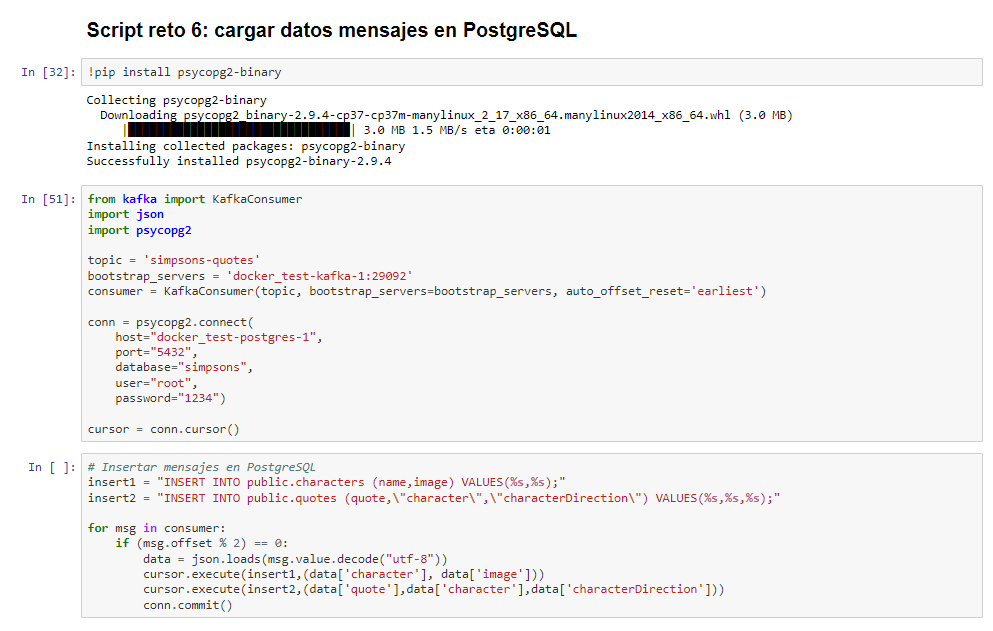 Script reto 6: cargar datos mensajes en PostgreSQL
In [32]: !pip install psycopg2-binary
Collecting psycopg2-binary
  Downloading psycopg2_binary-2.9.4-cp37-cp37m-manylinux_2_17_x86_64.manylinux2014_x86_64.whl (3.0 MB)
     |████████████████████████████████| 3.0 MB 1.5 MB/s eta 0:00:01
Installing collected packages: psycopg2-binary
Successfully installed psycopg2-binary-2.9.4
In [51]: from kafka import KafkaConsumer
import json
import psycopg2

topic = 'simpsons-quotes'
bootstrap_servers = 'docker_test-kafka-1:29092'
consumer = KafkaConsumer(topic, bootstrap_servers=bootstrap_servers, auto_offset_reset='earliest')

conn = psycopg2.connect(
    host="docker_test-postgres-1",
    port="5432",
    database="simpsons",
    user="root",
    password="1234")

cursor = conn.cursor()
In [ ]: # Insertar mensajes en PostgreSQL
insert1 = "INSERT INTO public.characters (name,image) VALUES(%s,%s);"
insert2 = "INSERT INTO public.quotes (quote,\"character\",\"characterDirection\") VALUES(%s,%s,%s);"

for msg in consumer:
    if (msg.offset % 2) == 0:
        data = json.loads(msg.value.decode("utf-8"))
        cursor.execute(insert1,(data['character'], data['image']))
        cursor.execute(insert2,(data['quote'],data['character'],data['characterDirection']))
        conn.commit()